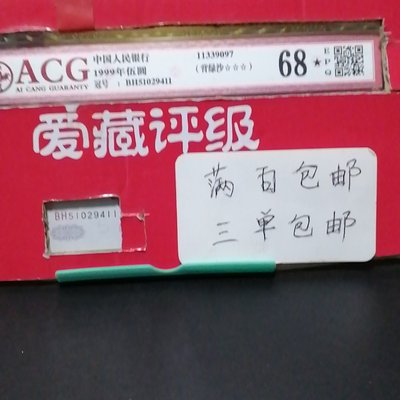 ACG
AI CANG GUARANTY
中国人民银行
1999年伍圆
冠号 : BH51029411
11339097
(背绿沙☆☆☆)
68 ★ EPQ
爱藏评级
BH51029411
满百包邮
三单包邮